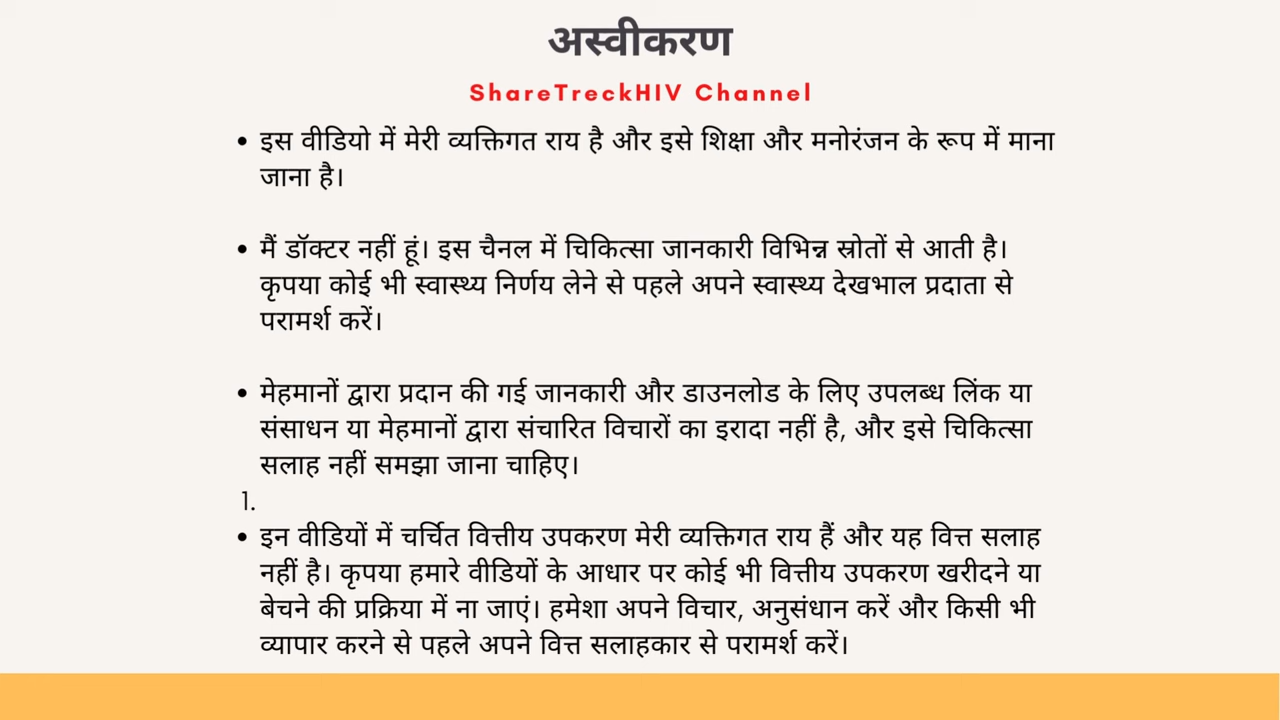 अस्वीकरण
ShareTreckHIV Channel
• इस वीडियो में मेरी व्यक्तिगत राय है और इसे शिक्षा और मनोरंजन के रूप में माना
जाना है।
• मैं डॉक्टर नहीं हूं। इस चैनल में चिकित्सा जानकारी विभिन्न स्रोतों से आती है।
कृपया कोई भी स्वास्थ्य निर्णय लेने से पहले अपने स्वास्थ्य देखभाल प्रदाता से
परामर्श करें।
• मेहमानों द्वारा प्रदान की गई जानकारी और डाउनलोड के लिए उपलब्ध लिंक या
संसाधन या मेहमानों द्वारा संचारित विचारों का इरादा नहीं है, और इसे चिकित्सा
सलाह नहीं समझा जाना चाहिए।
1.
• इन वीडियों में चर्चित वित्तीय उपकरण मेरी व्यक्तिगत राय हैं और यह वित्त सलाह
नहीं है। कृपया हमारे वीडियों के आधार पर कोई भी वित्तीय उपकरण खरीदने या
बेचने की प्रक्रिया में ना जाएं। हमेशा अपने विचार, अनुसंधान करें और किसी भी
व्यापार करने से पहले अपने वित्त सलाहकार से परामर्श करें।